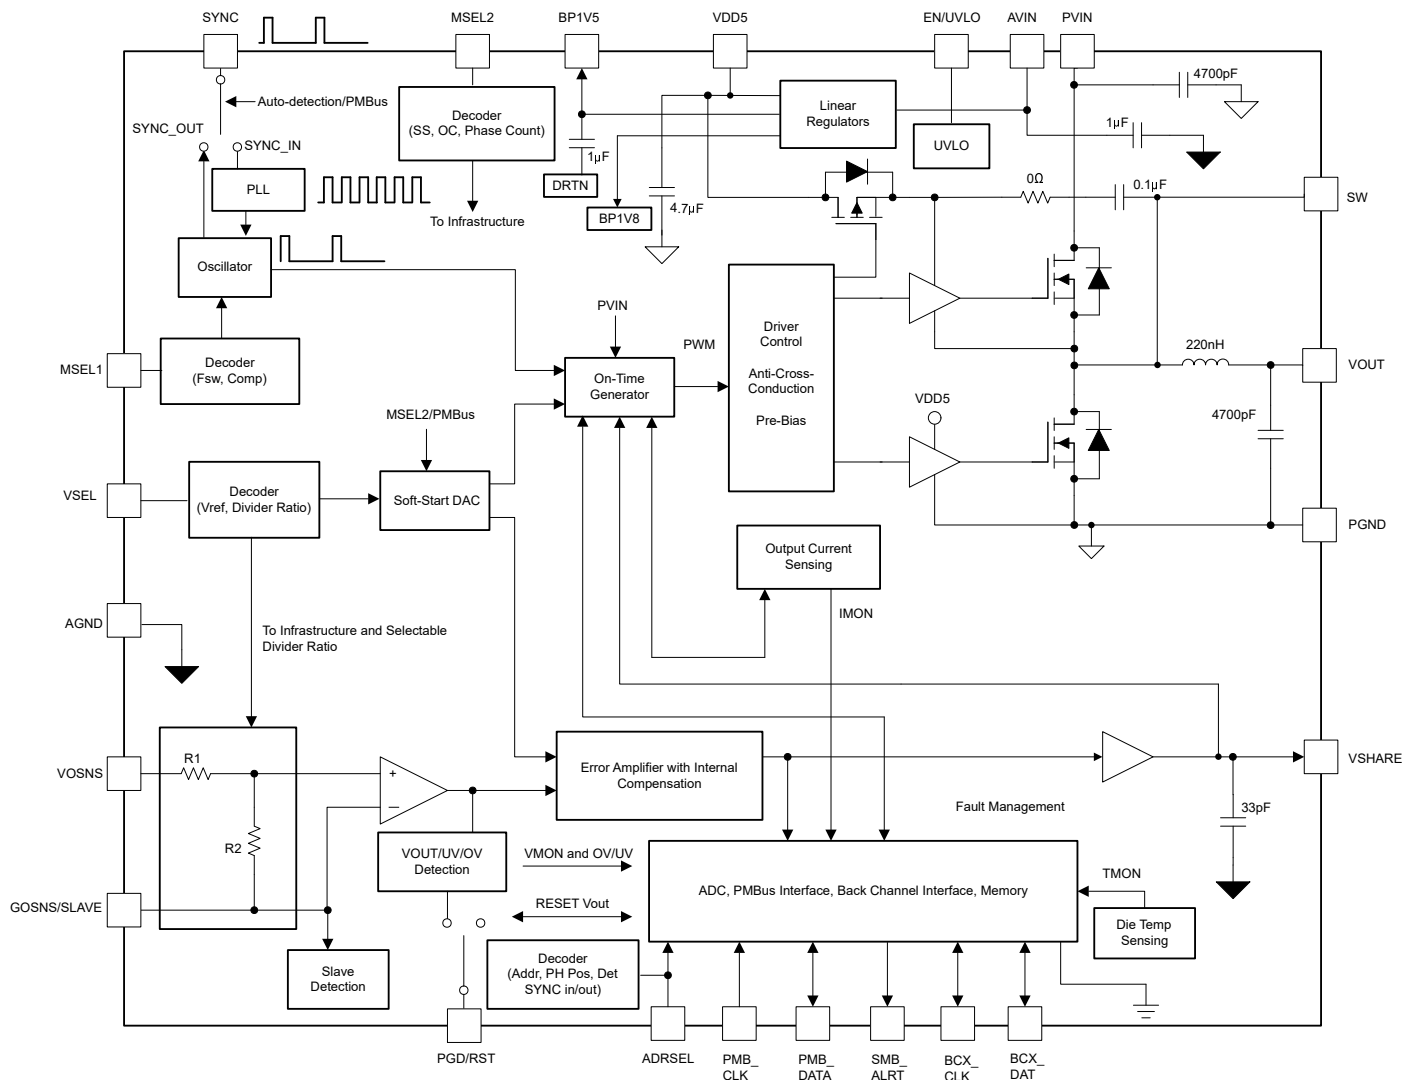 SYNC
MSEL2
BP1V5
VDD5
EN/UVLO
AVIN
PVIN
4700pF
Auto-detection/PMBus
Decoder
(SS, OC, Phase Count)
Linear
Regulators
SYNC_OUT
SYNC_IN
1µF
1µF
UVLO
PLL
DRTN
0Ω
0.1µF
SW
To Infrastructure
BP1V8
4.7µF
Oscillator
PVIN
Driver
Control
Anti-Cross-
Conduction
Pre-Bias
PWM
220nH
MSEL1
Decoder
(Fsw, Comp)
On-Time
Generator
VOUT
MSEL2/PMBus
VDD5
4700pF
VSEL
Decoder
(Vref, Divider Ratio)
Soft-Start DAC
PGND
Output Current
Sensing
IMON
AGND
To Infrastructure and Selectable
Divider Ratio
VOSNS
R1
+
–
R2
Error Amplifier with Internal
Compensation
VSHARE
Fault Management
33pF
VOUT/UV/OV
Detection
VMON and OV/UV
ADC, PMBus Interface, Back Channel Interface, Memory
TMON
GOSNS/SLAVE
RESET Vout
Die Temp
Sensing
Slave
Detection
Decoder
(Addr, PH Pos, Det
SYNC in/out)
PGD/RST
ADRSEL
PMB_
CLK
PMB_
DATA
SMB_
ALRT
BCX_
CLK
BCX_
DAT